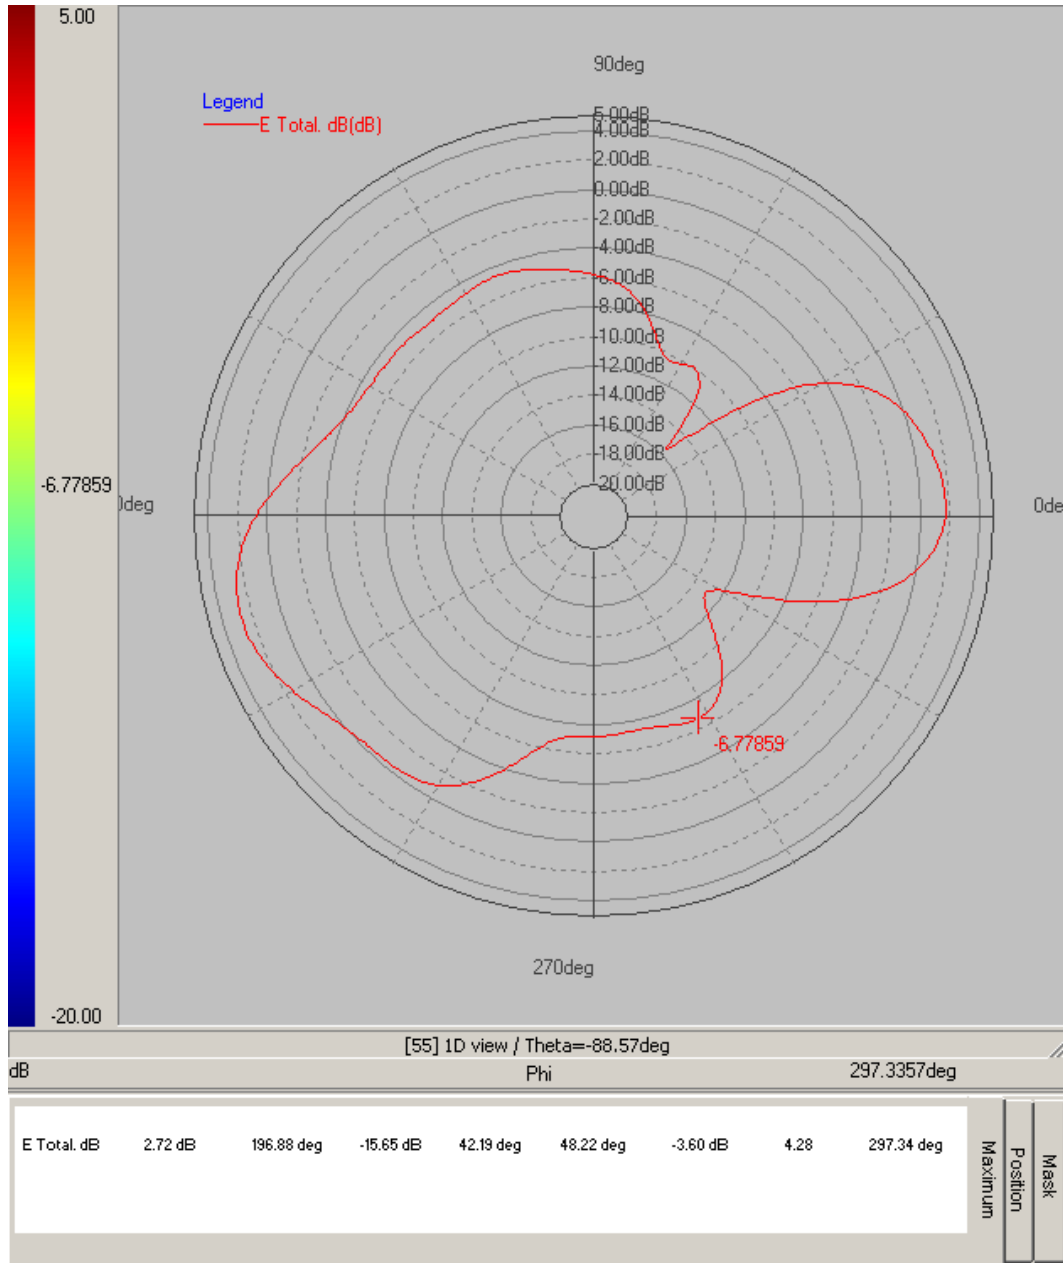 5.00
90deg
Legend
E Total. dB(dB)
5.00dB
4.00dB
2.00dB
0.00dB
-2.00dB
-4.00dB
-6.00dB
-8.00dB
-10.00dB
-12.00dB
-14.00dB
-16.00dB
-18.00dB
-20.00dB
-6.77859
0deg
0de
-6.77859
270deg
-20.00
[55] 1D view / Theta=-88.57deg
dB Phi 297.3357deg
E Total. dB 2.72 dB 196.88 deg -15.65 dB 42.19 deg 48.22 deg -3.60 dB 4.28 297.34 deg
Maximum
Position
Mask